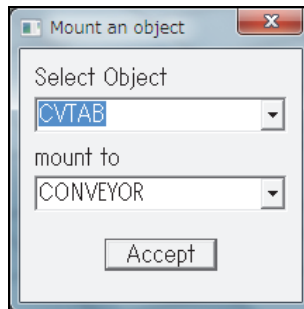 Mount an object
Select Object
CVTAB
mount to
CONVEYOR
Accept